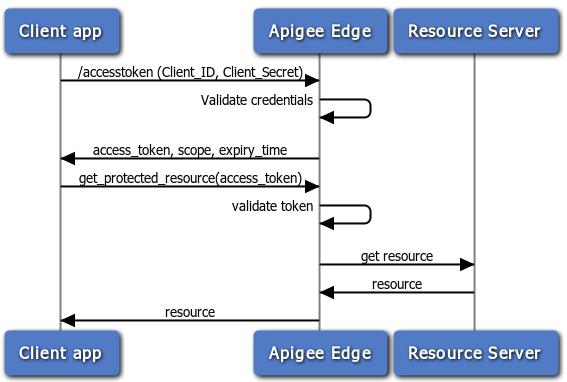 Client app
Apigee Edge
Resource Server
/accesstoken (Client_ID, Client_Secret)
Validate credentials
access_token, scope, expiry_time
get_protected_resource(access_token)
validate token
get resource
resource
resource
Client app
Apigee Edge
Resource Server